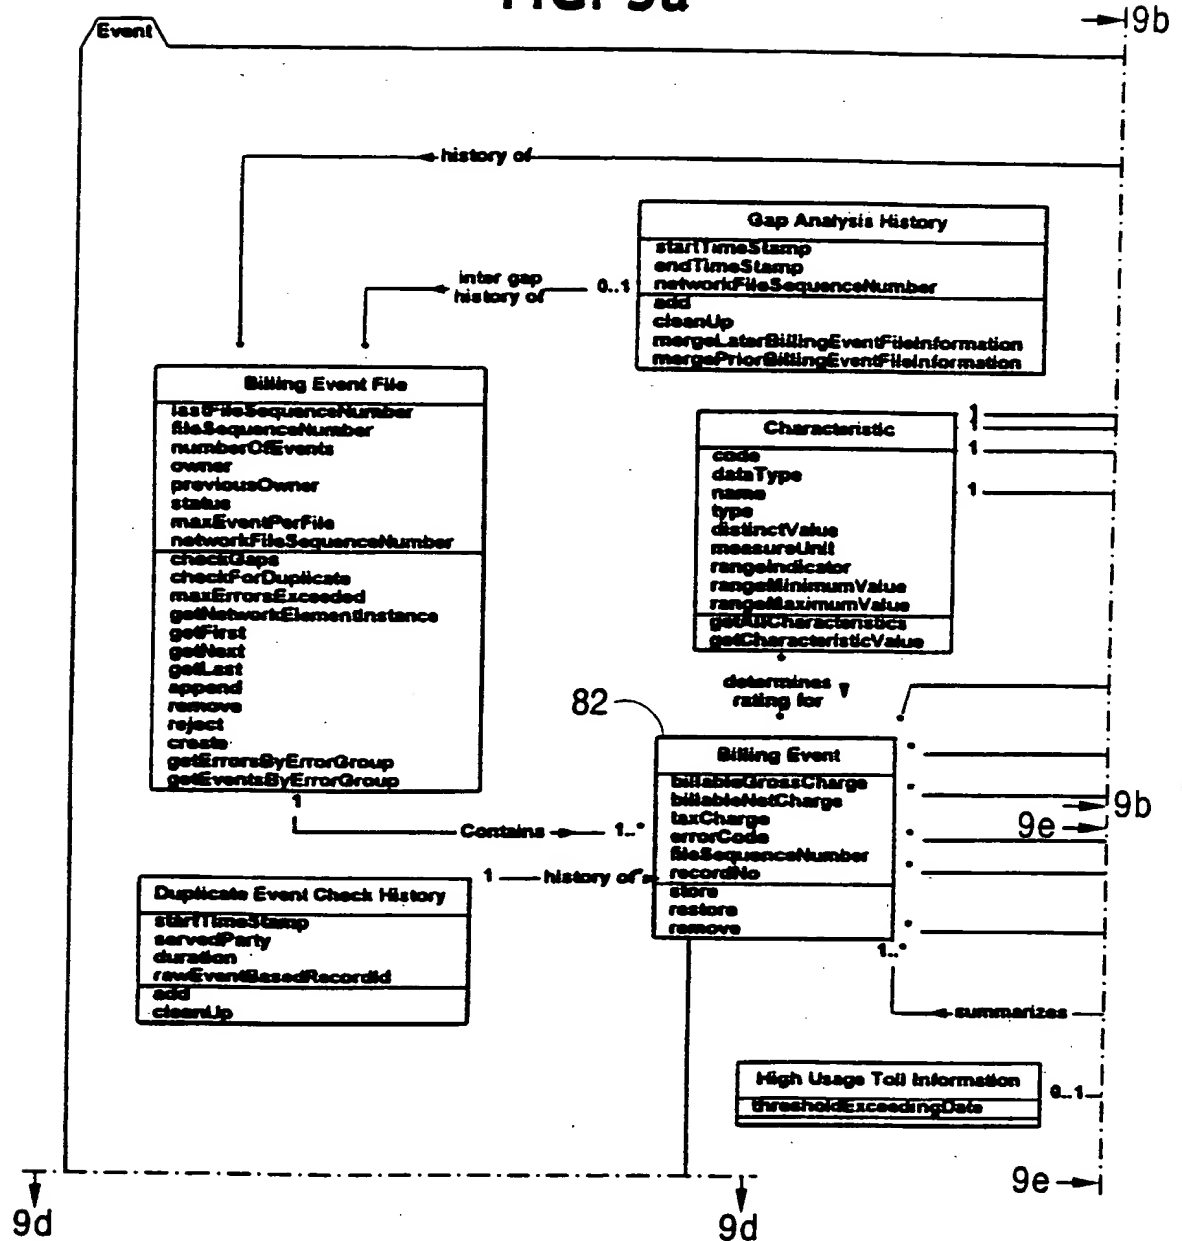 FIG. 9a
9b
Event
history of
Gap Analysis History
startTimeStamp
endTimeStamp
networkFileSequenceNumber
add
cleanUp
mergeLaterBillingEventFileInformation
mergePriorBillingEventFileInformation
inter gap
history of
0..1
*
*
Billing Event File
lastFileSequenceNumber
fileSequenceNumber
numberOfEvents
owner
previousOwner
status
maxEventPerFile
networkFileSequenceNumber
checkGaps
checkForDuplicate
maxErrorsExceeded
getNetworkElementInstance
getFirst
getNext
getLast
append
remove
reject
create
getErrorsByErrorGroup
getEventsByErrorGroup
1
Characteristic
code
dataType
name
type
distinctValue
measureUnit
rangeIndicator
rangeMinimumValue
rangeMaximumValue
getAllCharacteristics
getCharacteristicValue
1
1
1
1
*
determines
rating for
*
*
82
Billing Event
billableGrossCharge
billableNetCharge
taxCharge
errorCode
fileSequenceNumber
recordNo
store
restore
remove
*
*
*
*
*
9b
9e
Contains
1..*
1
history of
*
Duplicate Event Check History
startTimeStamp
servedParty
duration
rawEventBasedRecordId
add
cleanUp
1..*
summarizes
High Usage Toll Information
thresholdExceedingDate
0..1
9e
9d
9d